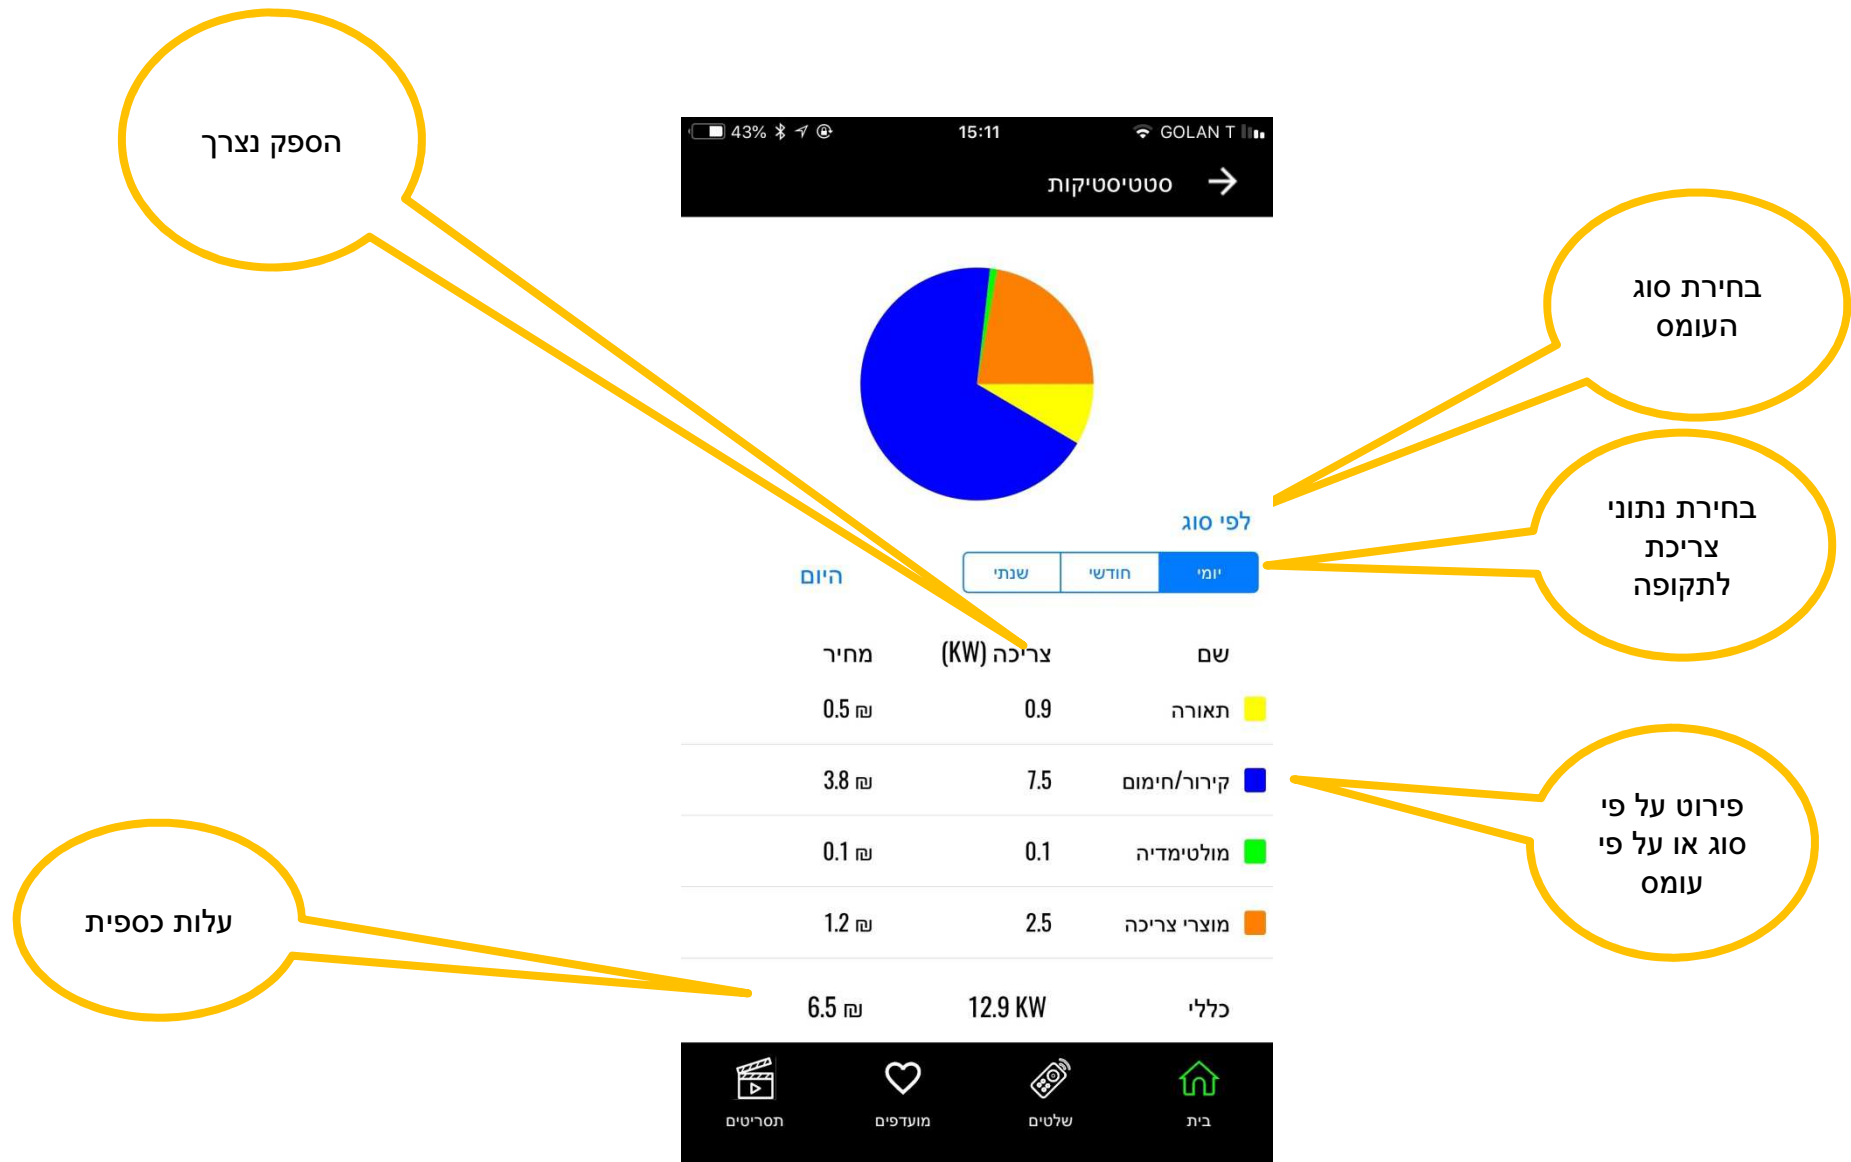 הספק נצרך
43%
15:11
GOLAN T
סטטיסטיקות
בחירת סוג
העומס
לפי סוג
בחירת נתוני
צריכת
לתקופה
יומי
חודשי
שנתי
היום
שם צריכה (KW) מחיר
תאורה 0.9 0.5 ₪
קירור/חימום 7.5 3.8 ₪
מולטימדיה 0.1 0.1 ₪
מוצרי צריכה 2.5 1.2 ₪
כללי 12.9 KW 6.5 ₪
פירוט על פי
סוג או על פי
עומס
עלות כספית
בית
שלטים
מועדפים
תסריטים